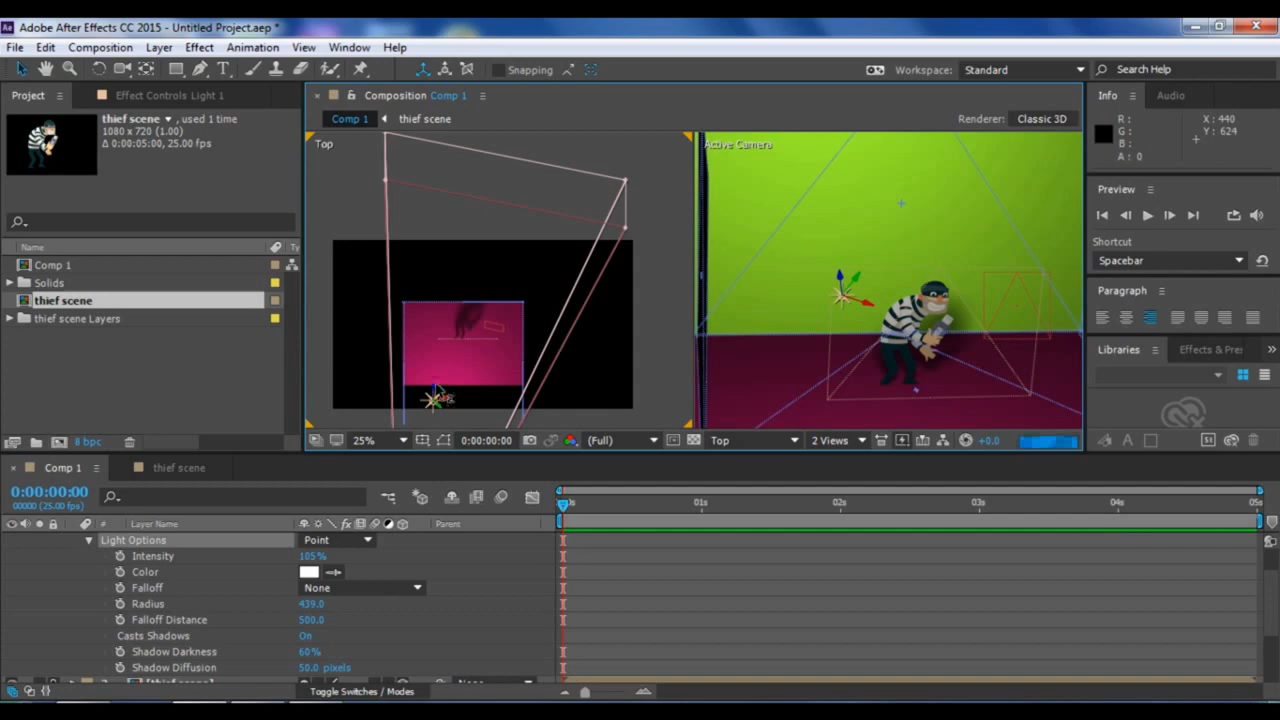 Adobe After Effects CC 2015 - Untitled Project.aep *
File Edit Composition Layer Effect Animation View Window Help
Snapping Workspace: Standard Search Help
Project Effect Controls Light 1
Composition Comp 1
Info Audio
thief scene , used 1 time
1080 x 720 (1.00)
Δ 0:00:05:00, 25.00 fps
Comp 1 thief scene Renderer: Classic 3D
R :
G :
B :
A : 0
X : 440
Y : 624
Top
Active Camera
Preview
Shortcut
Spacebar
Name Ty
Comp 1
Solids
thief scene
thief scene Layers
Paragraph
Libraries Effects & Pre
8 bpc
25% 0:00:00:00 (Full) Top 2 Views +0.0
Comp 1 thief scene
0:00:00:00
00000 (25.00 fps)
01s 02s 03s 04s 05s
# Layer Name Parent
Light Options Point
Intensity 105%
Color
Falloff None
Radius 439.0
Falloff Distance 500.0
Casts Shadows On
Shadow Darkness 60%
Shadow Diffusion 50.0 pixels
Toggle Switches / Modes